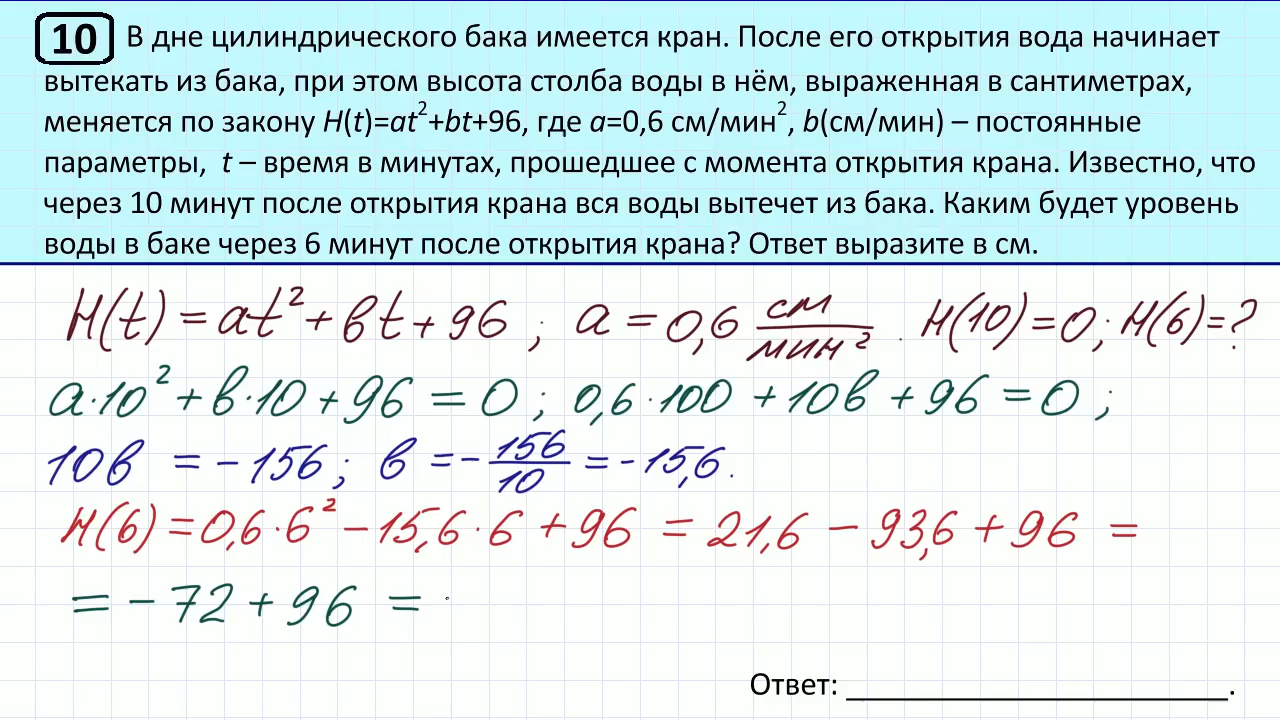 10 В дне цилиндрического бака имеется кран. После его открытия вода начинает
вытекать из бака, при этом высота столба воды в нём, выраженная в сантиметрах,
меняется по закону H(t)=at²+bt+96, где a=0,6 см/мин², b(см/мин) – постоянные
параметры, t – время в минутах, прошедшее с момента открытия крана. Известно, что
через 10 минут после открытия крана вся воды вытечет из бака. Каким будет уровень
воды в баке через 6 минут после открытия крана? Ответ выразите в см.
H(t) = at² + bt + 96 ; a = 0,6 см/мин² . H(10) = 0 ; H(6) = ?
a·10² + b·10 + 96 = 0 ; 0,6·100 + 10b + 96 = 0 ;
10b = -156 ; b = - 156/10 = -15,6 .
H(6) = 0,6·6² - 15,6·6 + 96 = 21,6 - 93,6 + 96 =
= - 72 + 96 =
Ответ: ____________________.